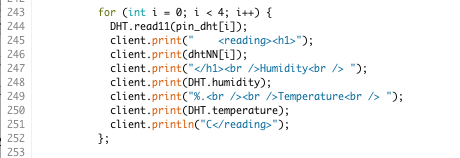 243 for (int i = 0; i < 4; i++) {
244 DHT.read11(pin_dht[i]);
245 client.print("    <reading><h1>");
246 client.print(dhtNN[i]);
247 client.print("</h1><br />Humidity<br /> ");
248 client.print(DHT.humidity);
249 client.print("%.<br /><br />Temperature<br /> ");
250 client.print(DHT.temperature);
251 client.println("C</reading>");
252 };
253